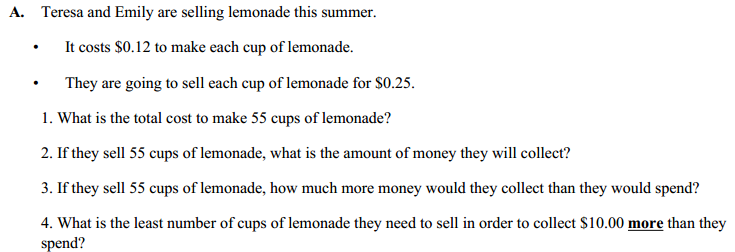 A. Teresa and Emily are selling lemonade this summer.
• It costs $0.12 to make each cup of lemonade.
• They are going to sell each cup of lemonade for $0.25.
1. What is the total cost to make 55 cups of lemonade?
2. If they sell 55 cups of lemonade, what is the amount of money they will collect?
3. If they sell 55 cups of lemonade, how much more money would they collect than they would spend?
4. What is the least number of cups of lemonade they need to sell in order to collect $10.00 more than they
spend?